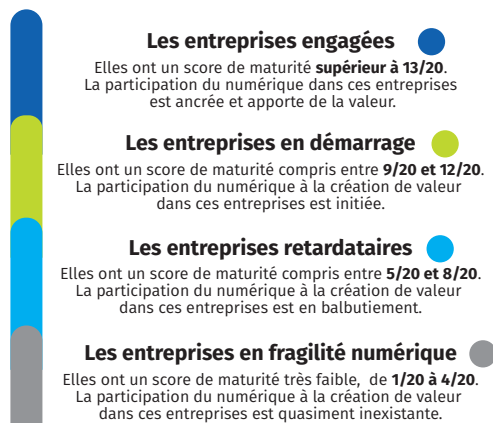 Les entreprises engagées
Elles ont un score de maturité supérieur à 13/20.
La participation du numérique dans ces entreprises
est ancrée et apporte de la valeur.
Les entreprises en démarrage
Elles ont un score de maturité compris entre 9/20 et 12/20.
La participation du numérique à la création de valeur
dans ces entreprises est initiée.
Les entreprises retardataires
Elles ont un score de maturité compris entre 5/20 et 8/20.
La participation du numérique à la création de valeur
dans ces entreprises est en balbutiement.
Les entreprises en fragilité numérique
Elles ont un score de maturité très faible, de 1/20 à 4/20.
La participation du numérique à la création de valeur
dans ces entreprises est quasiment inexistante.